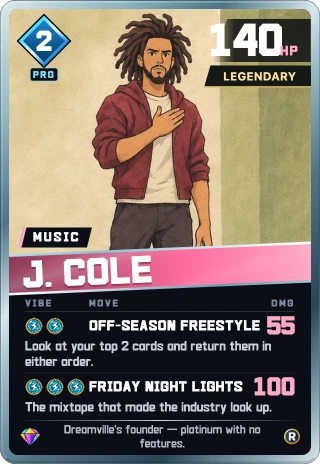 2
PRO
140HP
LEGENDARY
MUSIC
J. COLE
VIBE MOVE DMG
OFF-SEASON FREESTYLE 55
Look at your top 2 cards and return them in
either order.
FRIDAY NIGHT LIGHTS 100
The mixtape that made the industry look up.
Dreamville's founder — platinum with no
features.
R